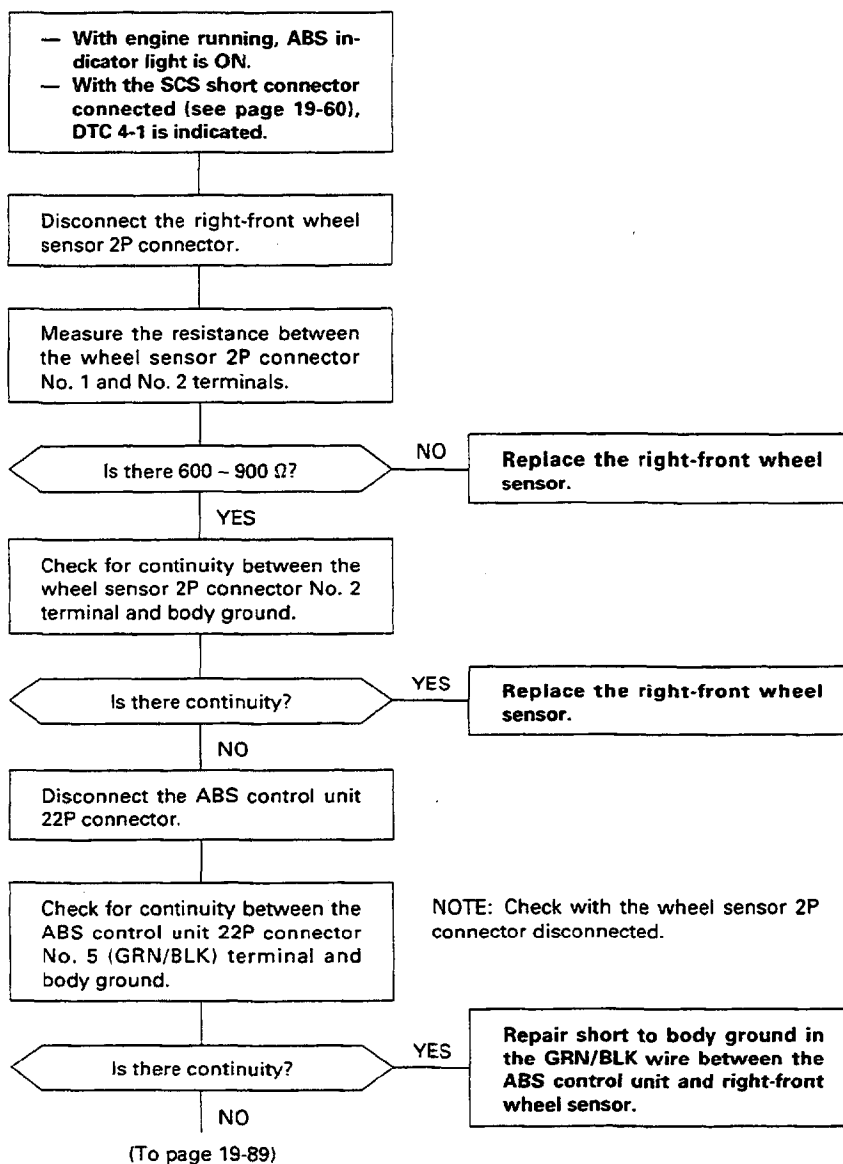 — With engine running, ABS in-
dicator light is ON.
— With the SCS short connector
connected (see page 19-60),
DTC 4-1 is indicated.
Disconnect the right-front wheel
sensor 2P connector.
Measure the resistance between
the wheel sensor 2P connector
No. 1 and No. 2 terminals.
Is there 600 ~ 900 Ω?
NO
Replace the right-front wheel
sensor.
YES
Check for continuity between the
wheel sensor 2P connector No. 2
terminal and body ground.
Is there continuity?
YES
Replace the right-front wheel
sensor.
NO
Disconnect the ABS control unit
22P connector.
Check for continuity between the
ABS control unit 22P connector
No. 5 (GRN/BLK) terminal and
body ground.
NOTE: Check with the wheel sensor 2P
connector disconnected.
Is there continuity?
YES
Repair short to body ground in
the GRN/BLK wire between the
ABS control unit and right-front
wheel sensor.
NO
(To page 19-89)